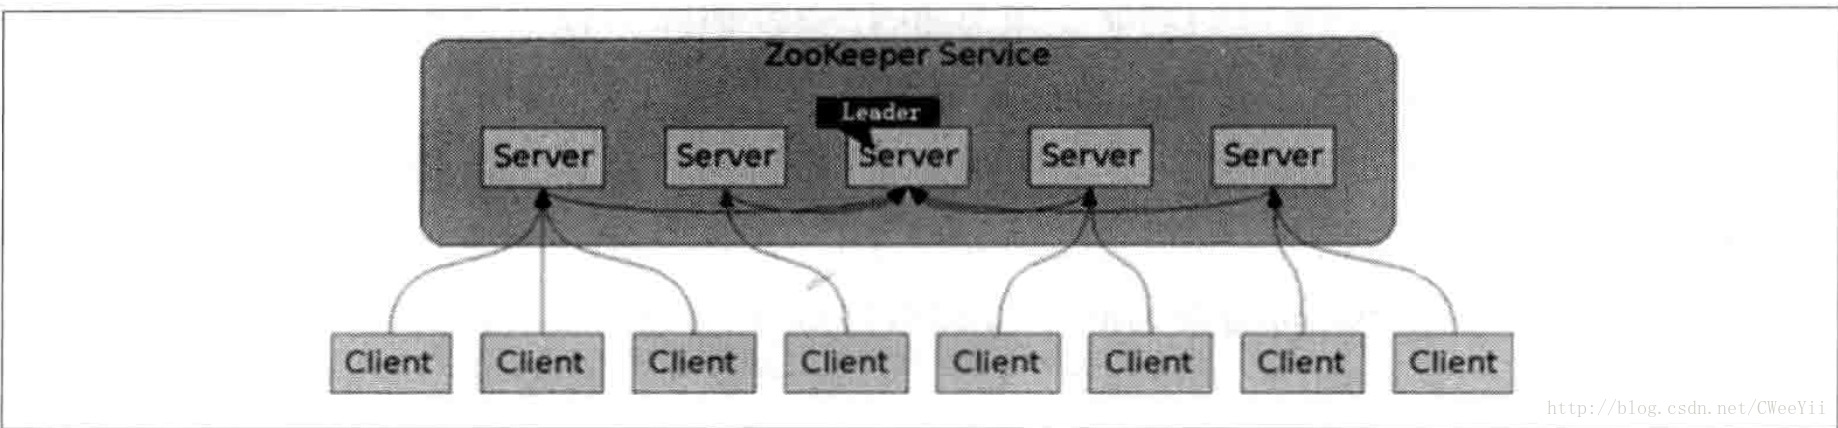 ZooKeeper Service
Leader
Server Server Server Server Server
Client Client Client Client Client Client Client Client
http://blog.csdn.net/CWeeYii